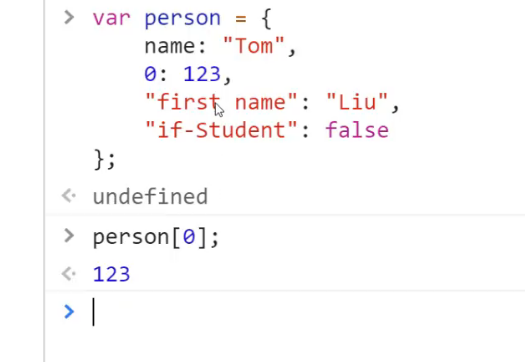 > var person = {
name: "Tom",
0: 123,
"first name": "Liu",
"if-Student": false
};
undefined
> person[0];
123
>